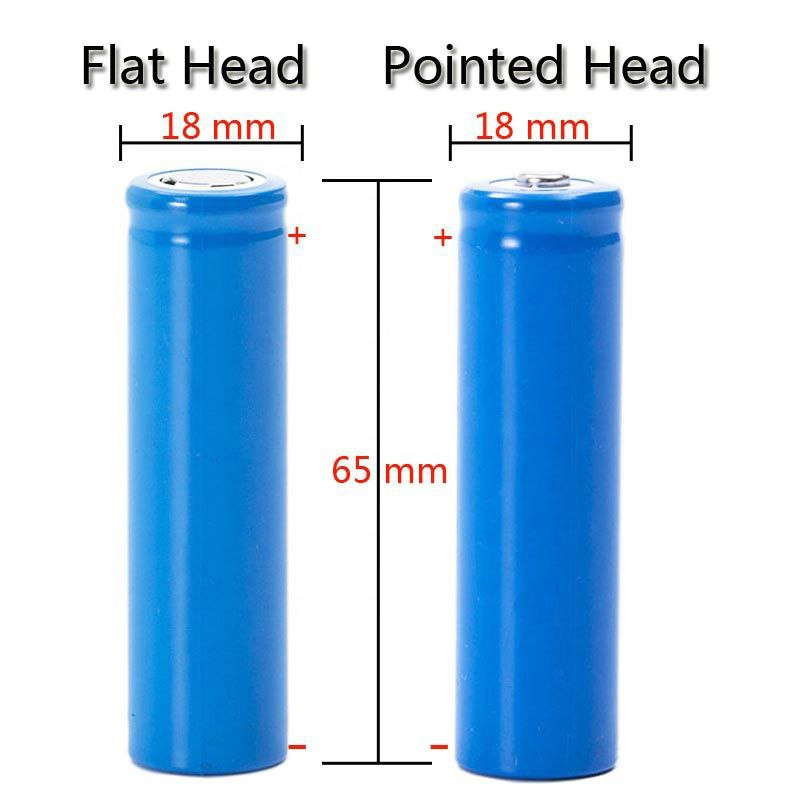 Flat Head
Pointed Head
18 mm
18 mm
+
+
65 mm
-
-